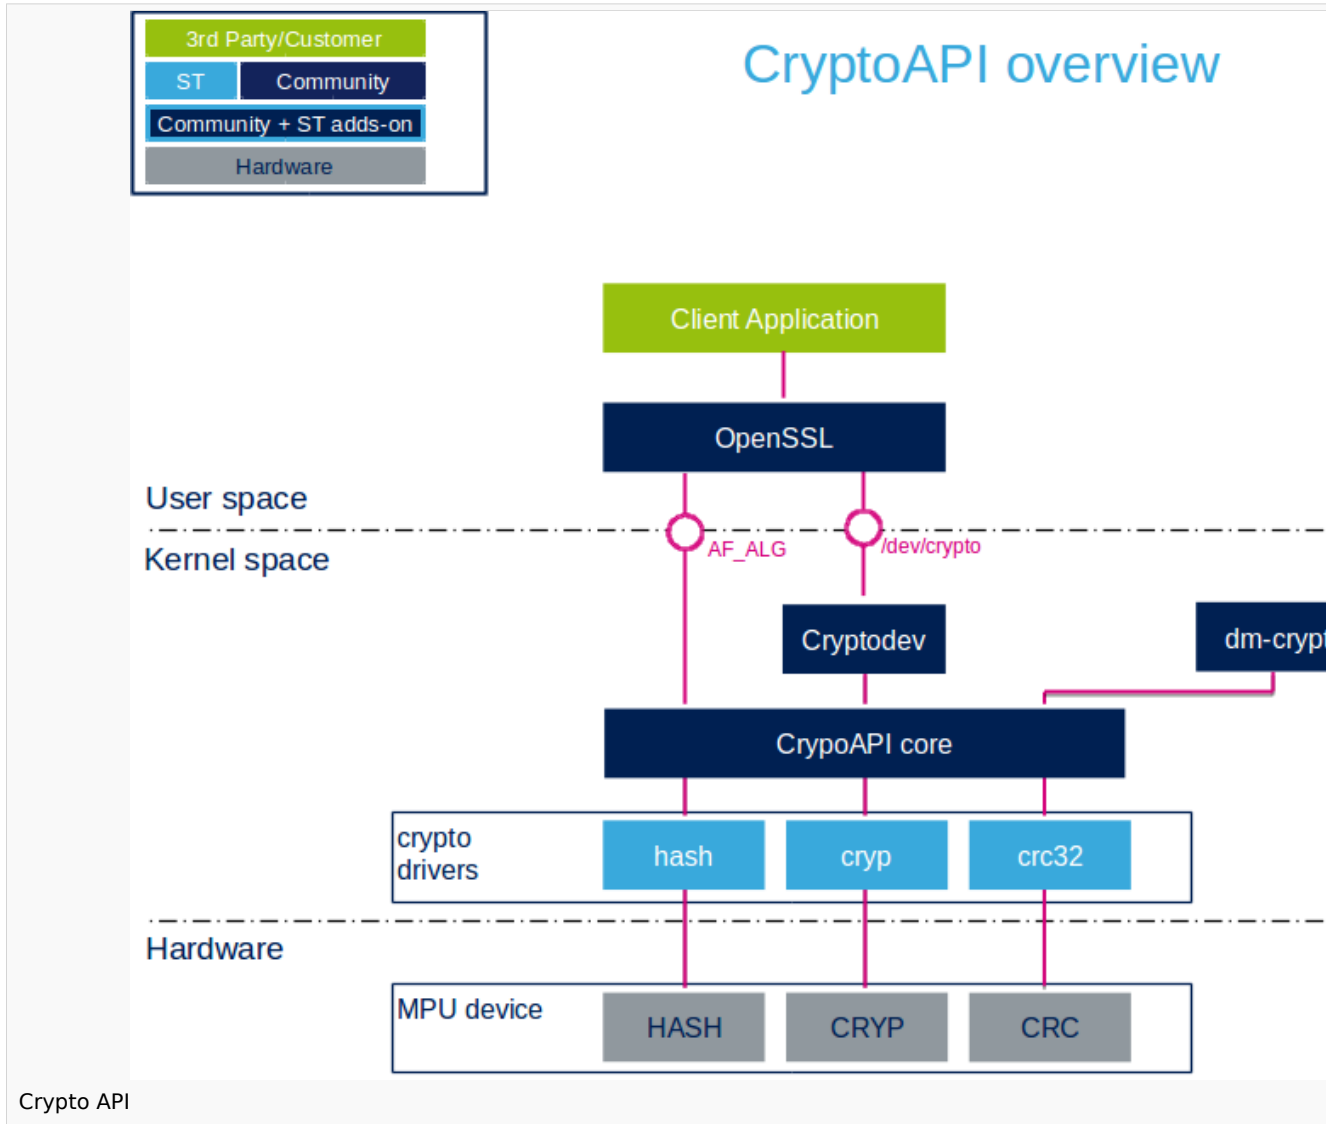 3rd Party/Customer
CryptoAPI overview
ST
Community
Community + ST adds-on
Hardware
Client Application
OpenSSL
User space
AF_ALG
/dev/crypto
Kernel space
Cryptodev
dm-crypt
CrypoAPI core
crypto
drivers
hash
cryp
crc32
Hardware
MPU device
HASH
CRYP
CRC
Crypto API